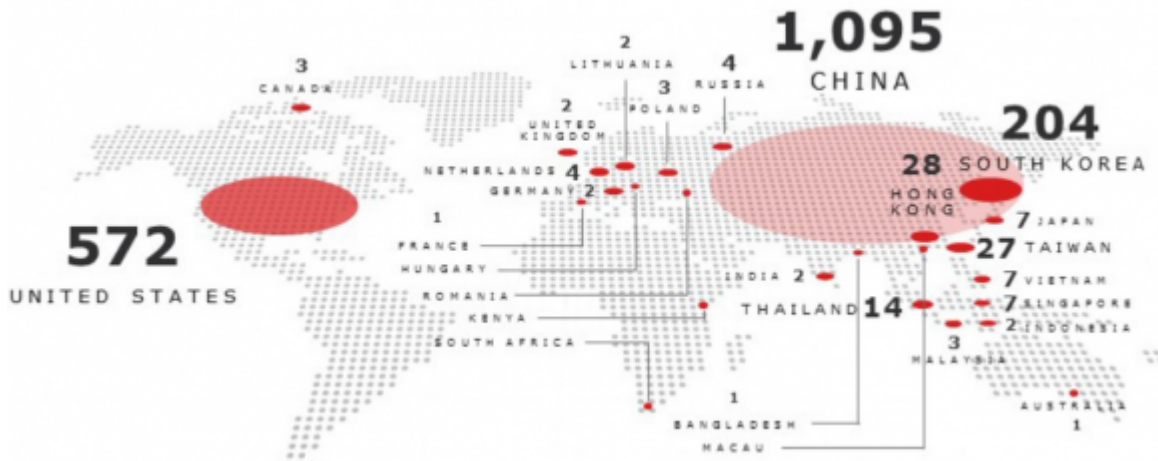 1,095
CHINA
2
LITHUANIA
4
RUSSIA
3
CANADA
3
POLAND
2
UNITED
KINGDOM
204
SOUTH KOREA
NETHERLANDS 4
28
HONG
KONG
GERMANY 2
7 JAPAN
1
FRANCE
572
UNITED STATES
27 TAIWAN
HUNGARY
INDIA 2
7 VIETNAM
ROMANIA
THAILAND 14
7 SINGAPORE
KENYA
2 INDONESIA
SOUTH AFRICA
3
MALAYSIA
1
BANGLADESH
MACAU
AUSTRALIA
1